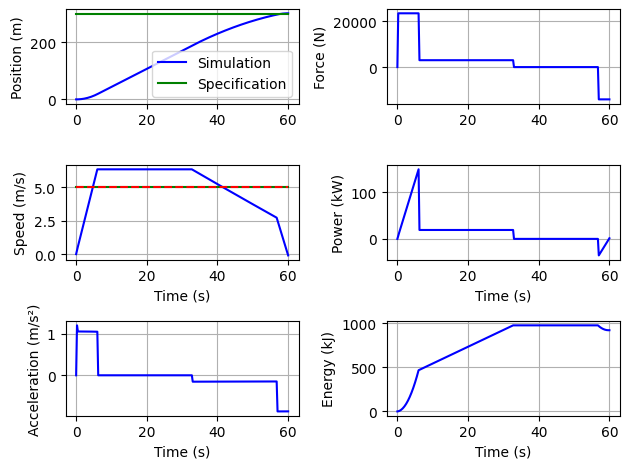 Position (m)
200
0
Simulation
Specification
0 20 40 60
Force (N)
20000
0
0 20 40 60
Speed (m/s)
5.0
2.5
0.0
0 20 40 60
Time (s)
Power (kW)
100
0
0 20 40 60
Time (s)
Acceleration (m/s²)
1
0
0 20 40 60
Time (s)
Energy (kJ)
1000
500
0
0 20 40 60
Time (s)